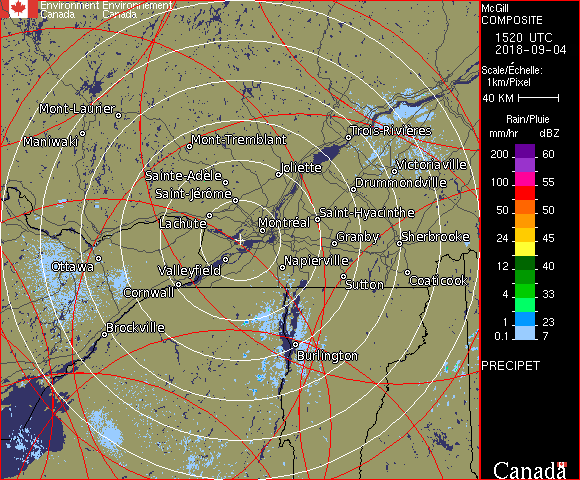 Environment Environnement
Canada Canada
McGill
COMPOSITE
1520 UTC
2018-09-04
Scale/Échelle:
1km/Pixel
40 KM
Rain/Pluie
mm/hr dBZ
200 60
100 55
50 50
24 45
12 40
8 33
4 30
1 23
0.1 7
PRECIPET
Canada
Mont-Laurier
Maniwaki
Mont-Tremblant
Trois-Rivières
Sainte-Adèle
Joliette
Victoriaville
Saint-Jérôme
Drummondville
Lachute
Montréal
Saint-Hyacinthe
Granby
Sherbrooke
Ottawa
Valleyfield
Napierville
Cornwall
Sutton
Coaticook
Brockville
Burlington